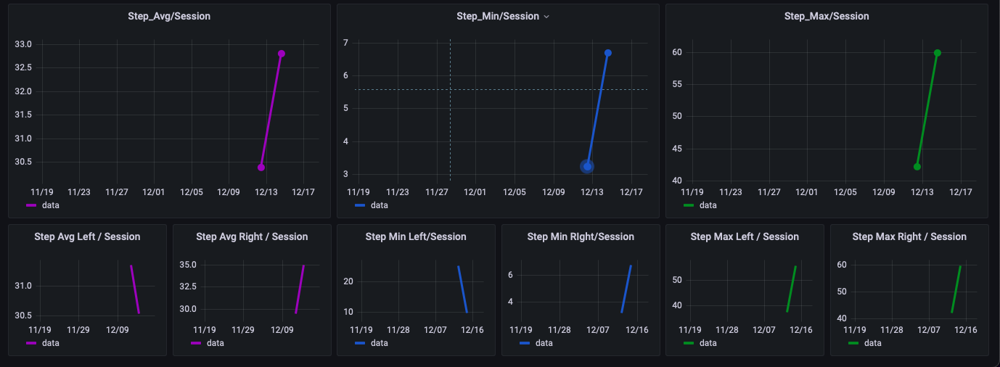 Step_Avg/Session
33.0
32.5
32.0
31.5
31.0
30.5
11/19 11/23 11/27 12/01 12/05 12/09 12/13 12/17
data
Step_Min/Session
7
6
5
4
3
11/19 11/23 11/27 12/01 12/05 12/09 12/13 12/17
data
Step_Max/Session
60
55
50
45
40
11/19 11/23 11/27 12/01 12/05 12/09 12/13 12/17
data
Step Avg Left / Session
31.0
30.5
11/19 11/29 12/09
data
Step Avg Right / Session
35.0
32.5
30.0
11/19 11/29 12/09
data
Step Min Left/Session
20
10
11/19 11/28 12/07 12/16
data
Step Min RIght/Session
6
4
11/19 11/28 12/07 12/16
data
Step Max Left / Session
50
40
11/19 11/28 12/07 12/16
data
Step Max Right / Session
60
50
40
11/19 11/28 12/07 12/16
data